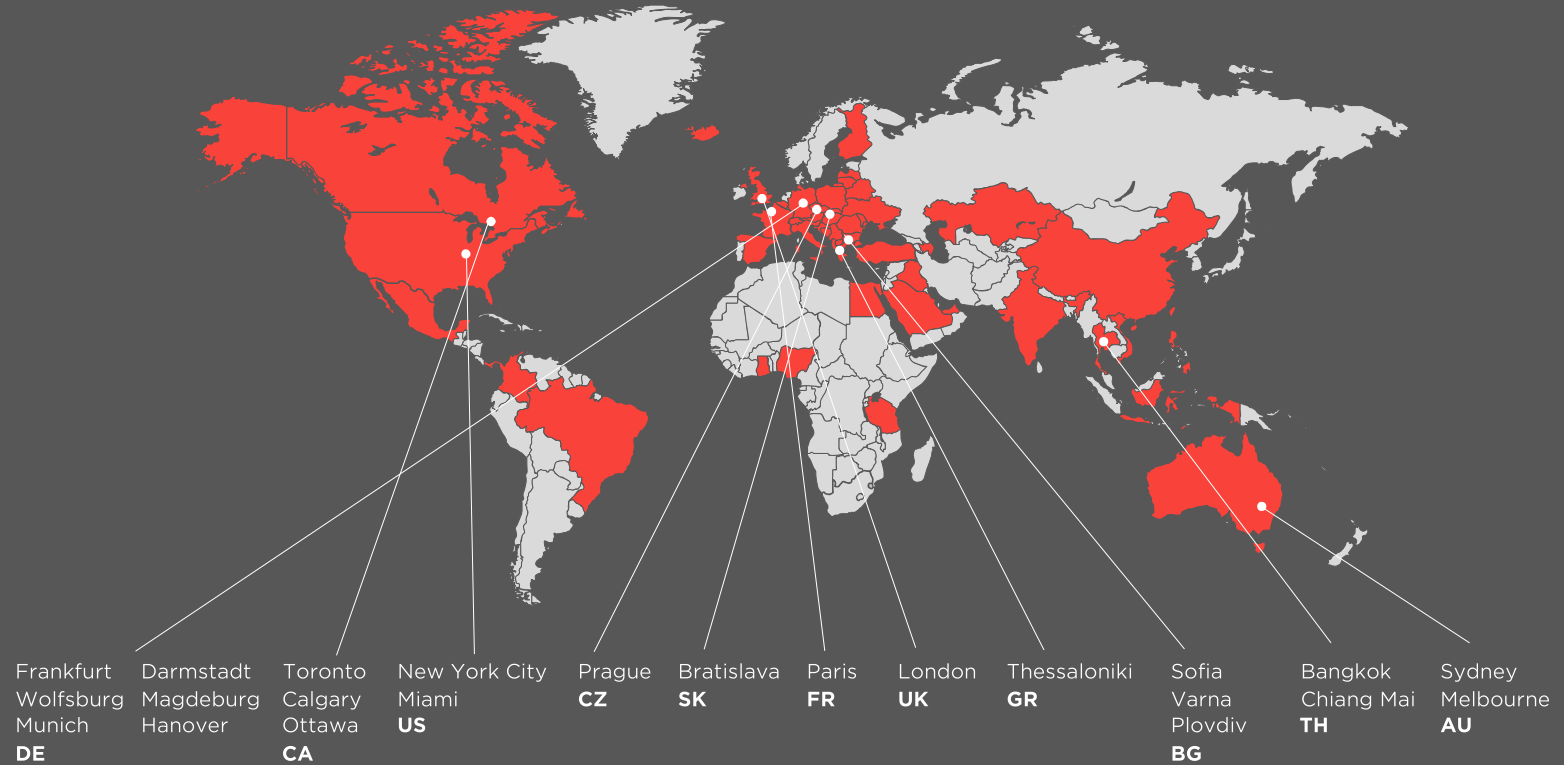 Frankfurt
Wolfsburg
Munich
DE
Darmstadt
Magdeburg
Hanover
Toronto
Calgary
Ottawa
CA
New York City
Miami
US
Prague
CZ
Bratislava
SK
Paris
FR
London
UK
Thessaloniki
GR
Sofia
Varna
Plovdiv
BG
Bangkok
Chiang Mai
TH
Sydney
Melbourne
AU